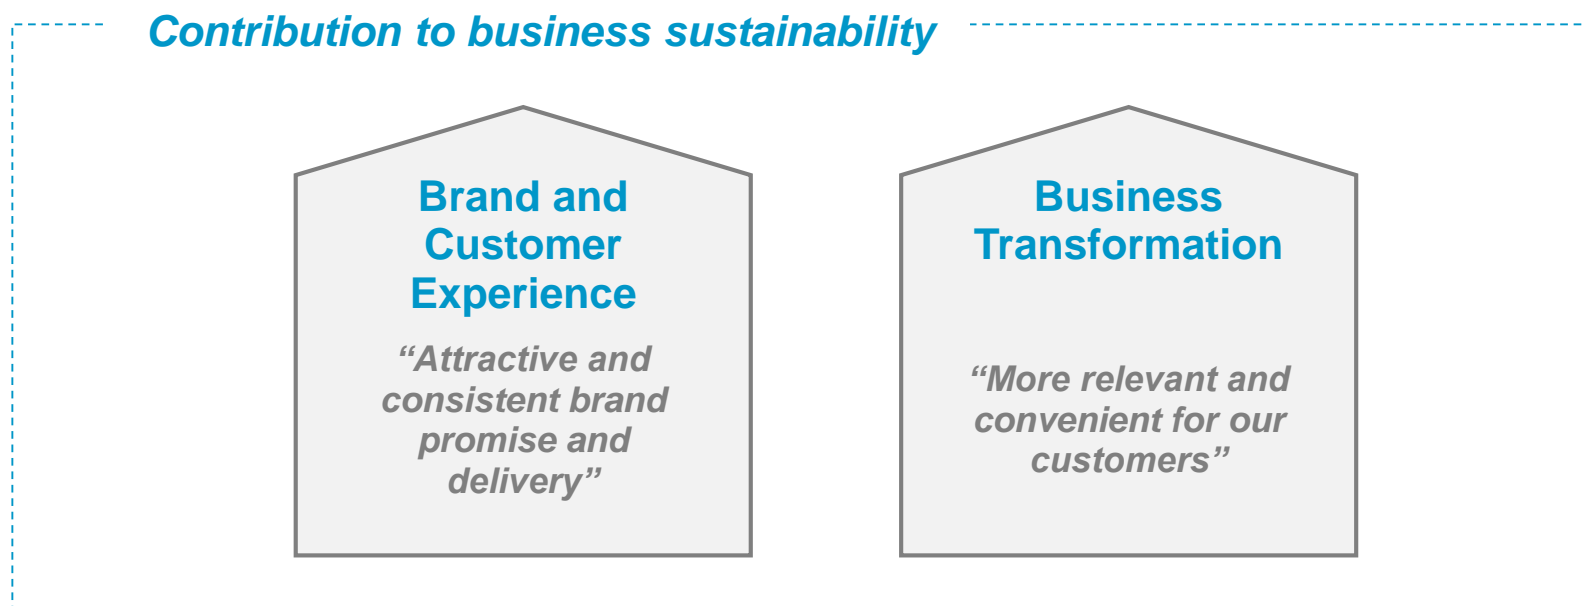 Contribution to business sustainability
Brand and
Customer
Experience
“Attractive and
consistent brand
promise and
delivery”
Business
Transformation
“More relevant and
convenient for our
customers”